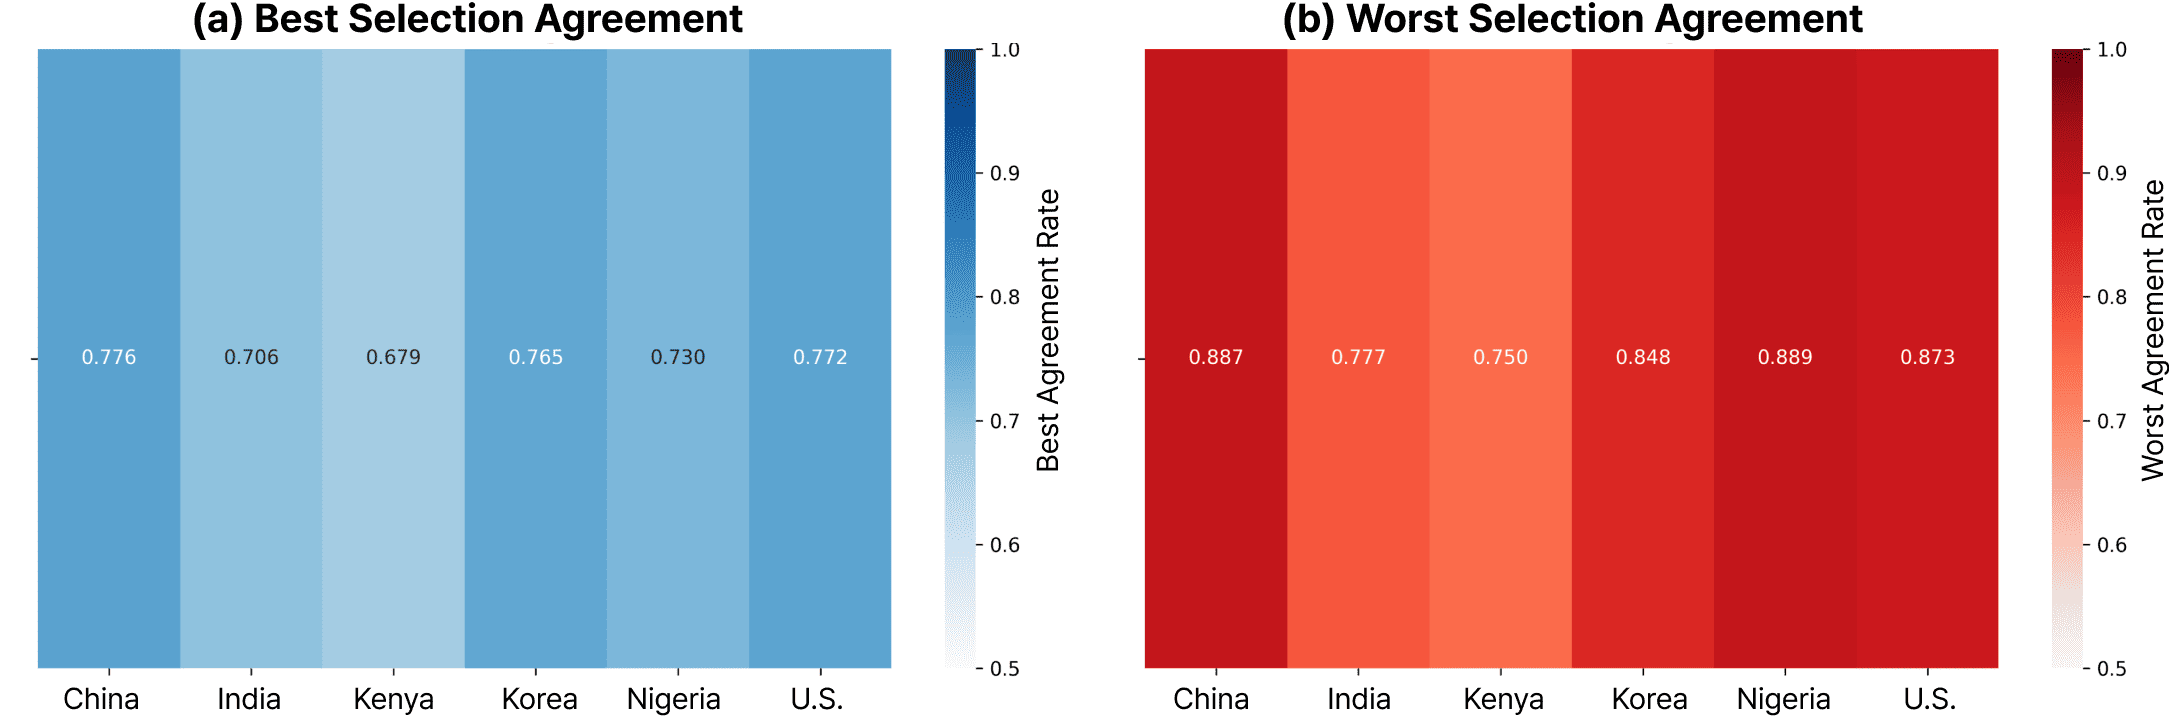 (a) Best Selection Agreement
0.776 0.706 0.679 0.765 0.730 0.772
China India Kenya Korea Nigeria U.S.
1.0
0.9
0.8
0.7
0.6
0.5
Best Agreement Rate
(b) Worst Selection Agreement
0.887 0.777 0.750 0.848 0.889 0.873
China India Kenya Korea Nigeria U.S.
1.0
0.9
0.8
0.7
0.6
0.5
Worst Agreement Rate